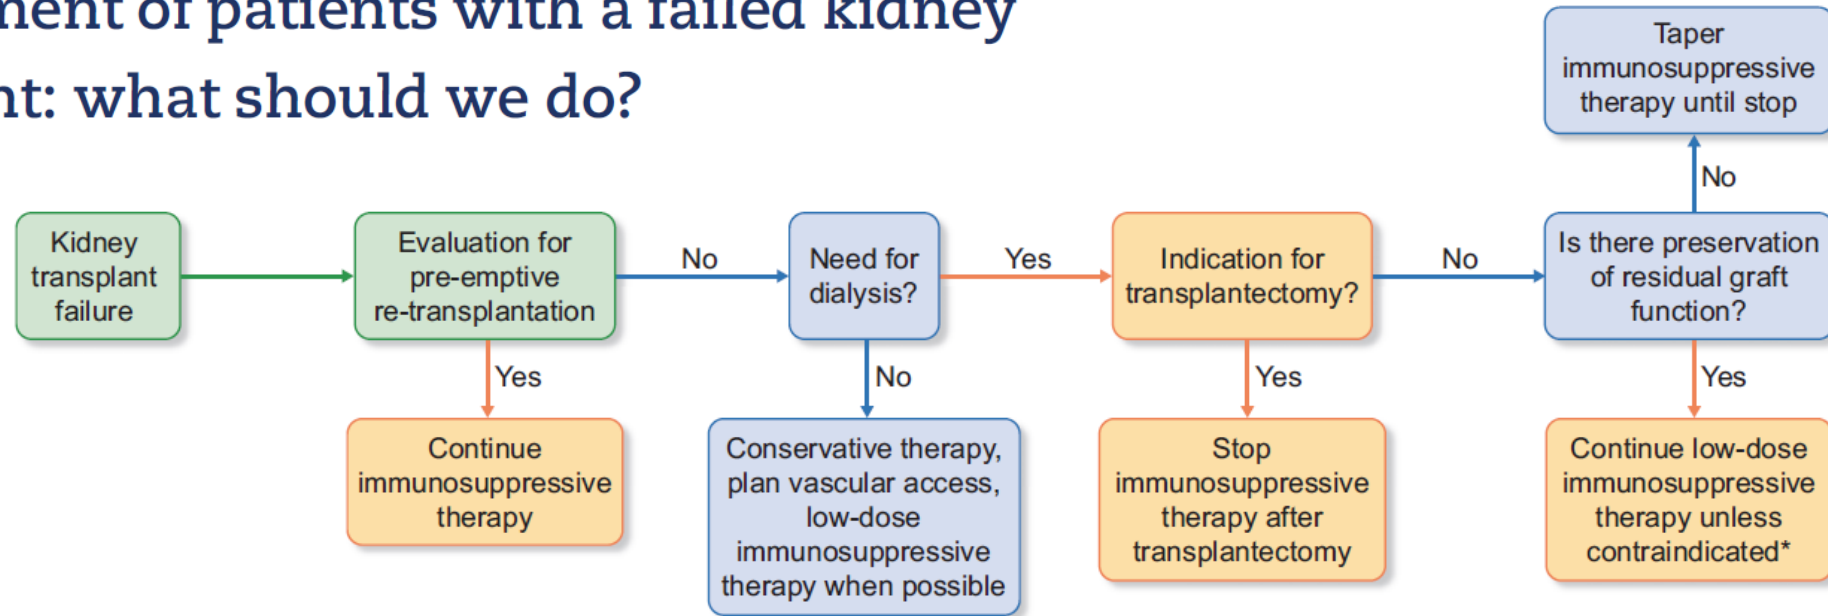 ment of patients with a failed kidney
nt: what should we do?
Taper
immunosuppressive
therapy until stop
No
Kidney
transplant
failure
Evaluation for
pre-emptive
re-transplantation
No
Need for
dialysis?
Yes
Indication for
transplantectomy?
No
Is there preservation
of residual graft
function?
Yes
No
Yes
Yes
Continue
immunosuppressive
therapy
Conservative therapy,
plan vascular access,
low-dose
immunosuppressive
therapy when possible
Stop
immunosuppressive
therapy after
transplantectomy
Continue low-dose
immunosuppressive
therapy unless
contraindicated*